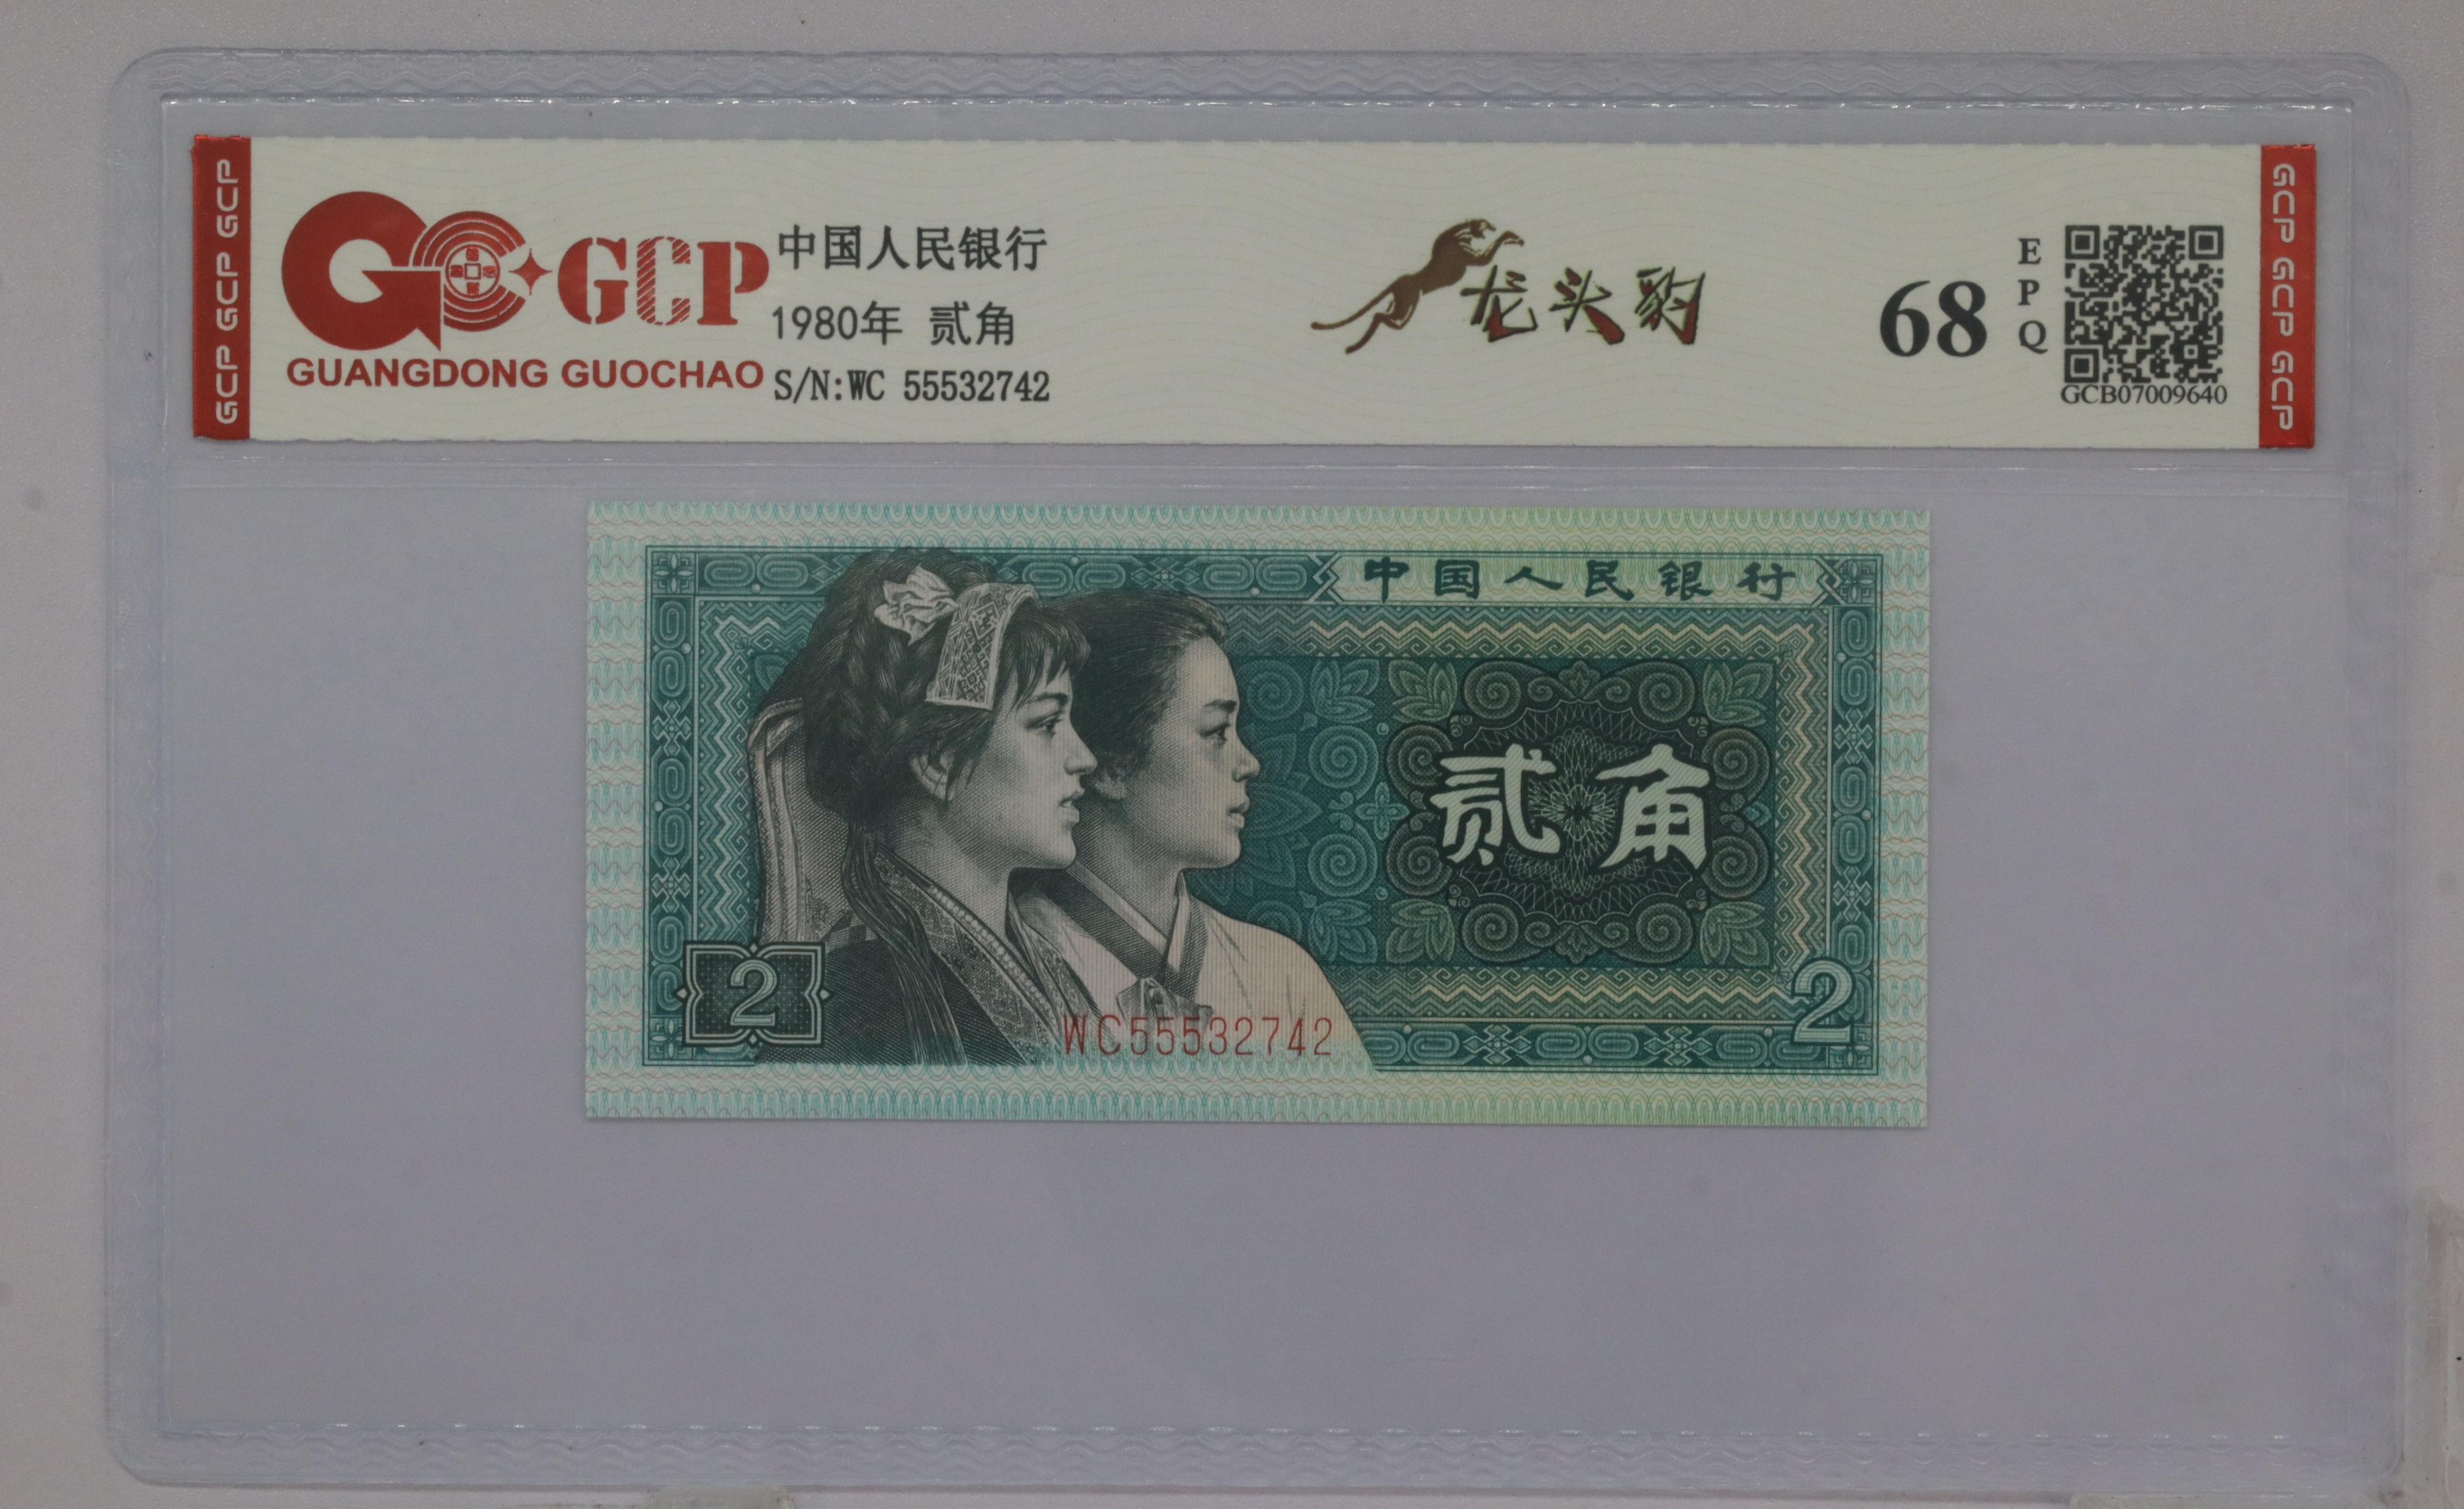 GCP GCP GCP
GCP
GUANGDONG GUOCHAO
中国人民银行
1980年 贰角
S/N:WC 55532742
龙头豹
68
E
P
Q
GCB07009640
GCP GCP GCP
中国人民银行
贰角
2
WC55532742
2